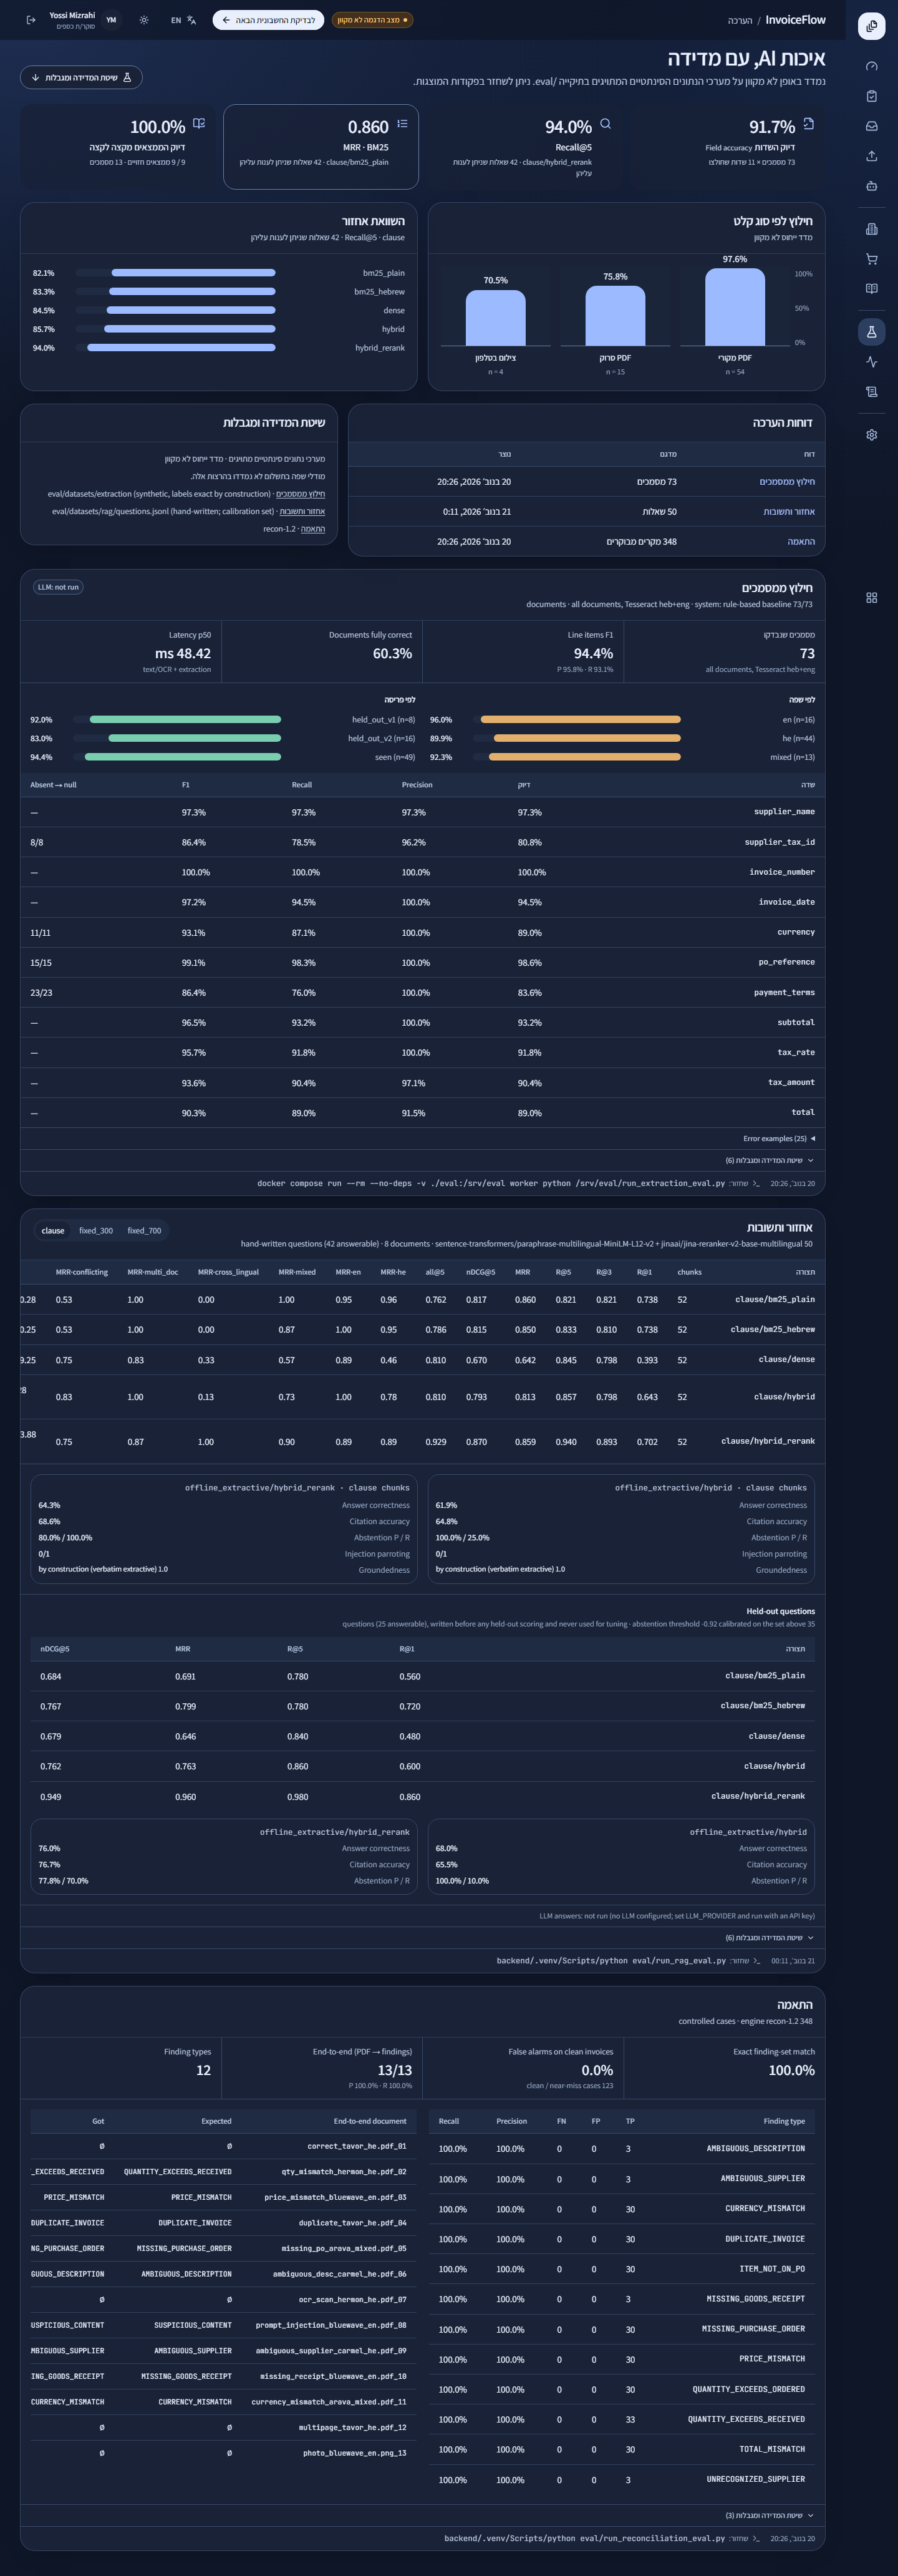 InvoiceFlow / הערכה
מצב הדגמה לא מקוון
לבדיקת החשבונית הבאה
EN
YM
Yossi Mizrahi
סוקר/ת כספים
איכות AI, עם מדידה
נמדד באופן לא מקוון על מערכי הנתונים הסינתטיים המתויגים בתיקייה eval/. ניתן לשחזר בפקודות המוצגות.
שיטת המדידה ומגבלות
91.7%
דיוק השדות Field accuracy
73 מסמכים × 11 שדות שחולצו
94.0%
Recall@5
clause/hybrid_rerank · 42 שאלות שניתן לענות עליהן
0.860
MRR · BM25
clause/bm25_plain · 42 שאלות שניתן לענות עליהן
100.0%
דיוק הממצאים מקצה לקצה
9 / 9 ממצאים חזויים · 13 מסמכים
חילוץ לפי סוג קלט
מדד ייחוס לא מקוון
100%
50%
0%
97.6%
PDF מקורי
n = 54
75.8%
PDF סרוק
n = 15
70.5%
צילום בטלפון
n = 4
השוואת אחזור
Recall@5 · 42 שאלות שניתן לענות עליהן · clause
bm25_plain 82.1%
bm25_hebrew 83.3%
dense 84.5%
hybrid 85.7%
hybrid_rerank 94.0%
דוחות הערכה
דוח מדגם נוצר
חילוץ ממסמכים 73 מסמכים 20 בנוב׳ 2026, 20:26
אחזור ותשובות 50 שאלות 21 בנוב׳ 2026, 0:11
התאמה 348 מקרים מבוקרים 20 בנוב׳ 2026, 20:26
שיטת המדידה ומגבלות
מערכי נתונים סינתטיים מתויגים · מדד ייחוס לא מקוון
מודלי שפה בתשלום לא נמדדו בהרצות אלה.
חילוץ ממסמכים · eval/datasets/extraction (synthetic, labels exact by construction)
אחזור ותשובות · eval/datasets/rag/questions.jsonl (hand-written; calibration set)
התאמה · recon-1.2
חילוץ ממסמכים
LLM: not run
documents · all documents, Tesseract heb+eng · system: rule-based baseline 73/73
מסמכים שנבדקו
73
all documents, Tesseract heb+eng
Line items F1
94.4%
P 95.8% · R 93.1%
Documents fully correct
60.3%
Latency p50
ms 48.42
text/OCR + extraction
לפי שפה
en (n=16) 96.0%
he (n=44) 89.9%
mixed (n=13) 92.3%
לפי פריסה
held_out_v1 (n=8) 92.0%
held_out_v2 (n=16) 83.0%
seen (n=49) 94.4%
שדה דיוק Precision Recall F1 Absent → null
supplier_name 97.3% 97.3% 97.3% 97.3% —
supplier_tax_id 80.8% 96.2% 78.5% 86.4% 8/8
invoice_number 100.0% 100.0% 100.0% 100.0% —
invoice_date 94.5% 100.0% 94.5% 97.2% —
currency 89.0% 100.0% 87.1% 93.1% 11/11
po_reference 98.6% 100.0% 98.3% 99.1% 15/15
payment_terms 83.6% 100.0% 76.0% 86.4% 23/23
subtotal 93.2% 100.0% 93.2% 96.5% —
tax_rate 91.8% 100.0% 91.8% 95.7% —
tax_amount 90.4% 97.1% 90.4% 93.6% —
total 89.0% 91.5% 89.0% 90.3% —
Error examples (25)
שיטת המדידה ומגבלות (6)
20 בנוב׳, 20:26 שחזור: docker compose run --rm --no-deps -v ./eval:/srv/eval worker python /srv/eval/run_extraction_eval.py
אחזור ותשובות
clause fixed_300 fixed_700
hand-written questions (42 answerable) · 8 documents · sentence-transformers/paraphrase-multilingual-MiniLM-L12-v2 + jinaai/jina-reranker-v2-base-multilingual 50
תצורה chunks R@1 R@3 R@5 MRR nDCG@5 all@5 MRR·he MRR·en MRR·mixed MRR·cross_lingual MRR·multi_doc MRR·conflicting
clause/bm25_plain 52 0.738 0.821 0.821 0.860 0.817 0.762 0.96 0.95 1.00 0.00 1.00 0.53 0.28
clause/bm25_hebrew 52 0.738 0.810 0.833 0.850 0.815 0.786 0.95 1.00 0.87 0.00 1.00 0.53 0.25
clause/dense 52 0.393 0.798 0.845 0.642 0.670 0.810 0.46 0.89 0.57 0.33 0.83 0.75 9.25
clause/hybrid 52 0.643 0.798 0.857 0.813 0.793 0.810 0.78 1.00 0.73 0.13 1.00 0.83
clause/hybrid_rerank 52 0.702 0.893 0.940 0.859 0.870 0.929 0.89 0.89 0.90 1.00 0.87 0.75 3.88
offline_extractive/hybrid · clause chunks
Answer correctness 61.9%
Citation accuracy 64.8%
Abstention P / R 100.0% / 25.0%
Injection parroting 0/1
Groundedness by construction (verbatim extractive) 1.0
offline_extractive/hybrid_rerank · clause chunks
Answer correctness 64.3%
Citation accuracy 68.6%
Abstention P / R 80.0% / 100.0%
Injection parroting 0/1
Groundedness by construction (verbatim extractive) 1.0
Held-out questions
questions (25 answerable), written before any held-out scoring and never used for tuning · abstention threshold -0.92 calibrated on the set above 35
תצורה R@1 R@5 MRR nDCG@5
clause/bm25_plain 0.560 0.780 0.691 0.684
clause/bm25_hebrew 0.720 0.780 0.799 0.767
clause/dense 0.480 0.840 0.646 0.679
clause/hybrid 0.600 0.860 0.763 0.762
clause/hybrid_rerank 0.860 0.980 0.960 0.949
offline_extractive/hybrid
Answer correctness 68.0%
Citation accuracy 65.5%
Abstention P / R 100.0% / 10.0%
offline_extractive/hybrid_rerank
Answer correctness 76.0%
Citation accuracy 76.7%
Abstention P / R 77.8% / 70.0%
LLM answers: not run (no LLM configured; set LLM_PROVIDER and run with an API key)
שיטת המדידה ומגבלות (6)
21 בנוב׳, 00:11 שחזור: backend/.venv/Scripts/python eval/run_rag_eval.py
התאמה
controlled cases · engine recon-1.2 348
Exact finding-set match
100.0%
False alarms on clean invoices
0.0%
clean / near-miss cases 123
End-to-end (PDF → findings)
13/13
P 100.0% · R 100.0%
Finding types
12
Finding type TP FP FN Precision Recall
AMBIGUOUS_DESCRIPTION 3 0 0 100.0% 100.0%
AMBIGUOUS_SUPPLIER 3 0 0 100.0% 100.0%
CURRENCY_MISMATCH 30 0 0 100.0% 100.0%
DUPLICATE_INVOICE 30 0 0 100.0% 100.0%
ITEM_NOT_ON_PO 30 0 0 100.0% 100.0%
MISSING_GOODS_RECEIPT 3 0 0 100.0% 100.0%
MISSING_PURCHASE_ORDER 30 0 0 100.0% 100.0%
PRICE_MISMATCH 30 0 0 100.0% 100.0%
QUANTITY_EXCEEDS_ORDERED 30 0 0 100.0% 100.0%
QUANTITY_EXCEEDS_RECEIVED 33 0 0 100.0% 100.0%
TOTAL_MISMATCH 30 0 0 100.0% 100.0%
UNRECOGNIZED_SUPPLIER 3 0 0 100.0% 100.0%
End-to-end document Expected Got
correct_tavor_he.pdf_01 ∅ ∅
qty_mismatch_hermon_he.pdf_02 QUANTITY_EXCEEDS_RECEIVED _EXCEEDS_RECEIVED
price_mismatch_bluewave_en.pdf_03 PRICE_MISMATCH PRICE_MISMATCH
duplicate_tavor_he.pdf_04 DUPLICATE_INVOICE DUPLICATE_INVOICE
missing_po_arava_mixed.pdf_05 MISSING_PURCHASE_ORDER NG_PURCHASE_ORDER
ambiguous_desc_carmel_he.pdf_06 AMBIGUOUS_DESCRIPTION GUOUS_DESCRIPTION
ocr_scan_hermon_he.pdf_07 ∅ ∅
prompt_injection_bluewave.pdf_08 SUSPICIOUS_CONTENT USPICIOUS_CONTENT
ambiguous_supplier_carmel_he.pdf_09 AMBIGUOUS_SUPPLIER MBIGUOUS_SUPPLIER
missing_receipt_bluewave_en.pdf_10 MISSING_GOODS_RECEIPT ING_GOODS_RECEIPT
currency_mismatch_arava_mixed.pdf_11 CURRENCY_MISMATCH CURRENCY_MISMATCH
multipage_tavor_he.pdf_12 ∅ ∅
photo_bluewave_en.png_13 ∅ ∅
שיטת המדידה ומגבלות (3)
20 בנוב׳, 20:26 שחזור: backend/.venv/Scripts/python eval/run_reconciliation_eval.py